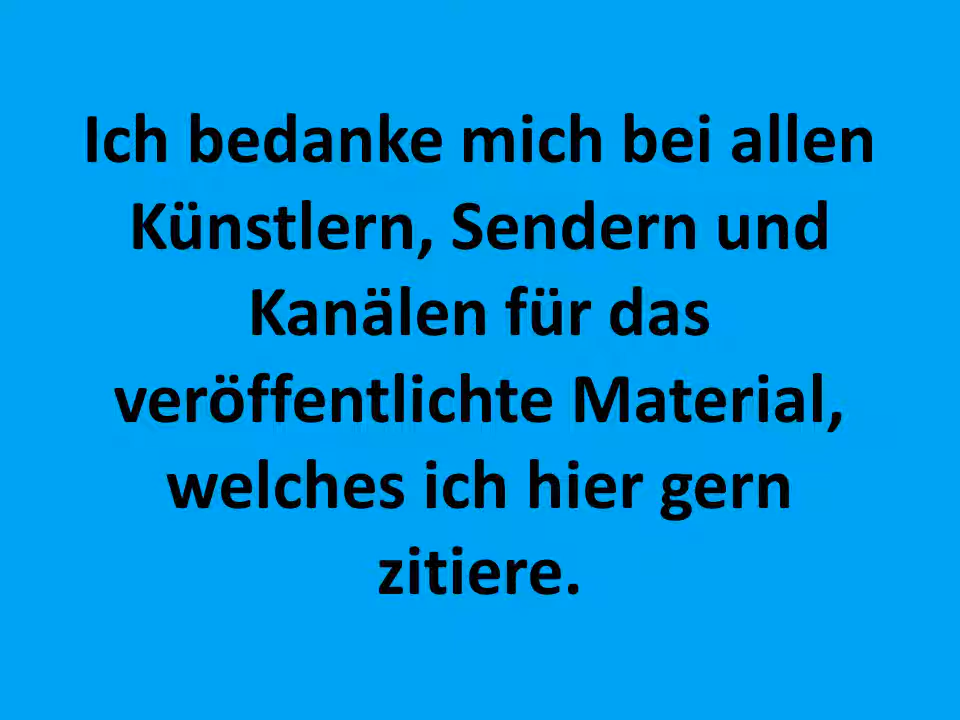 Ich bedanke mich bei allen
Künstlern, Sendern und
Kanälen für das
veröffentlichte Material,
welches ich hier gern
zitiere.